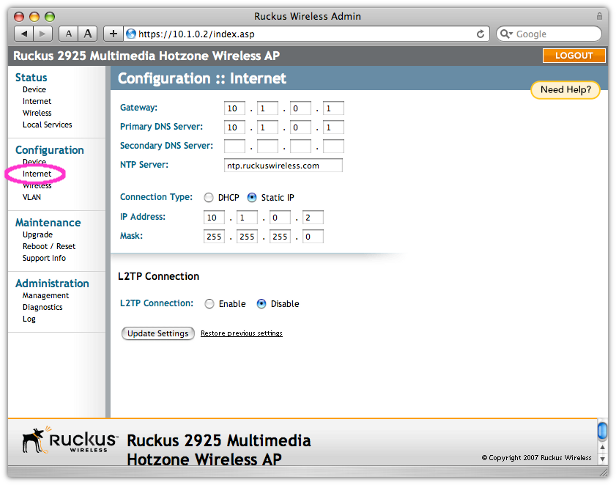 Ruckus Wireless Admin
A A https://10.1.0.2/index.asp Google
Ruckus 2925 Multimedia Hotzone Wireless AP LOGOUT
Status
Device
Internet
Wireless
Local Services
Configuration
Device
Internet
Wireless
VLAN
Maintenance
Upgrade
Reboot / Reset
Support Info
Administration
Management
Diagnostics
Log
Configuration :: Internet
Need Help?
Gateway: 10 . 1 . 0 . 1
Primary DNS Server: 10 . 1 . 0 . 1
Secondary DNS Server: . . .
NTP Server: ntp.ruckuswireless.com
Connection Type: DHCP Static IP
IP Address: 10 . 1 . 0 . 2
Mask: 255 . 255 . 255 . 0
L2TP Connection
L2TP Connection: Enable Disable
Update Settings Restore previous settings
Ruckus WIRELESS
Ruckus 2925 Multimedia
Hotzone Wireless AP
© Copyright 2007 Ruckus Wireless